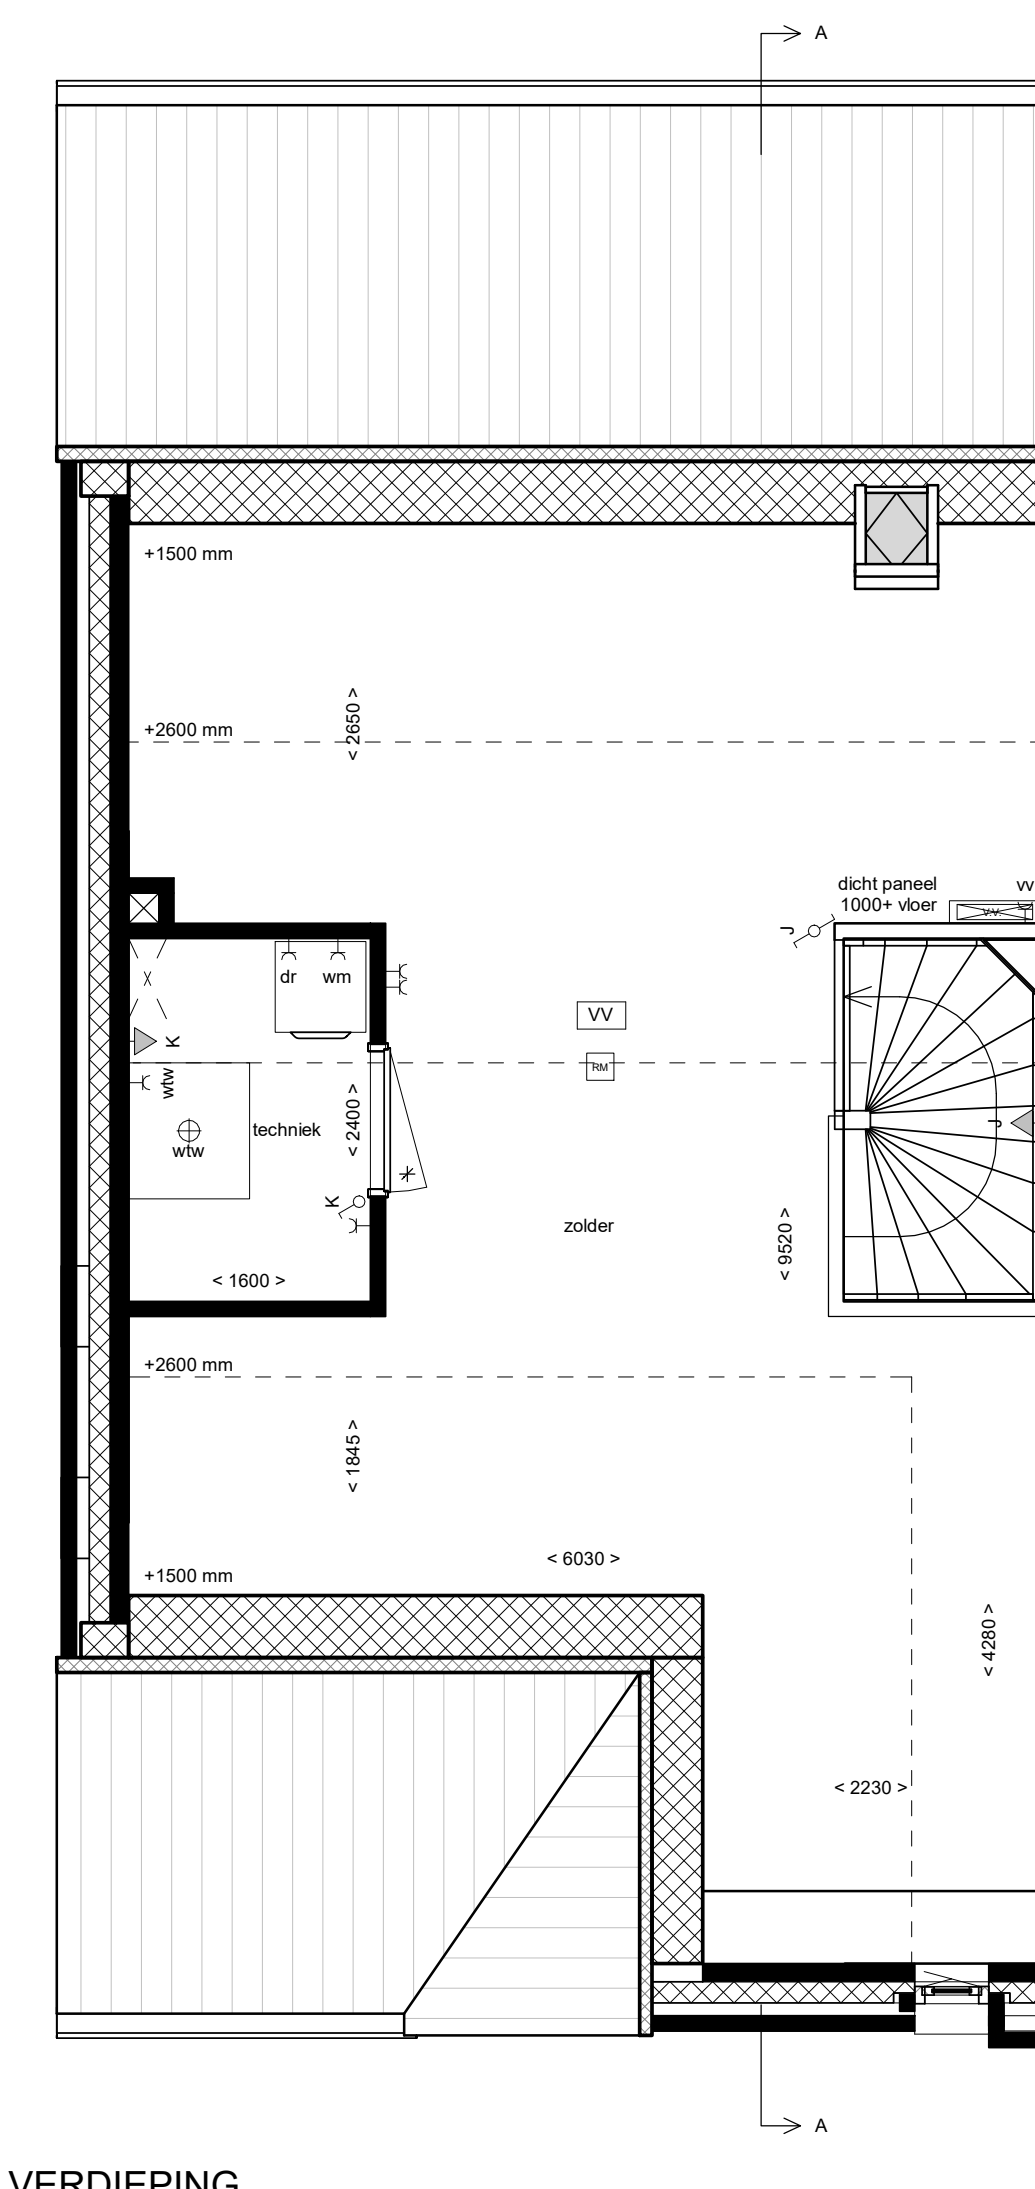 A
+1500 mm
+2600 mm
< 2650 >
dicht paneel
1000+ vloer
vv
V.V.
J
dr
wm
K
wtw
wtw
techniek
< 2400 >
VV
RM
J
K
zolder
< 9520 >
< 1600 >
+2600 mm
< 1845 >
< 6030 >
+1500 mm
< 4280 >
< 2230 >
A
VERDIEPING